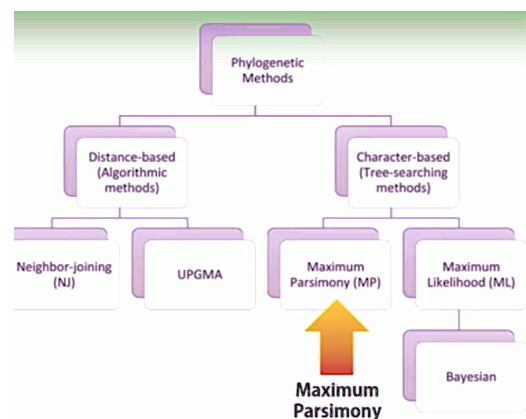 Phylogenetic
Methods
Distance-based
(Algorithmic
methods)
Character-based
(Tree-searching
methods)
Neighbor-joining
(NJ)
UPGMA
Maximum
Parsimony (MP)
Maximum
Likelihood (ML)
Bayesian
Maximum
Parsimony